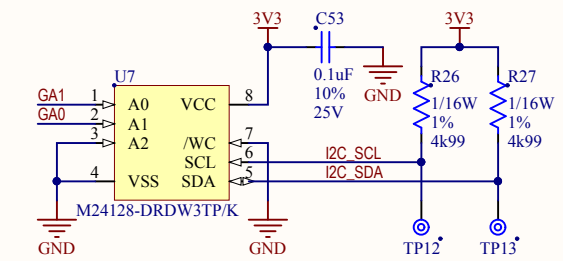 3V3
C53
3V3
0.1uF
10%
25V
GND
R26
1/16W
1%
4k99
R27
1/16W
1%
4k99
U7
GA1 1 A0 VCC 8
GA0 2 A1
3 A2 /WC 7
SCL 6 I2C_SCL
4 VSS SDA 5 I2C_SDA
M24128-DRDW3TP/K
GND
GND
TP12
TP13